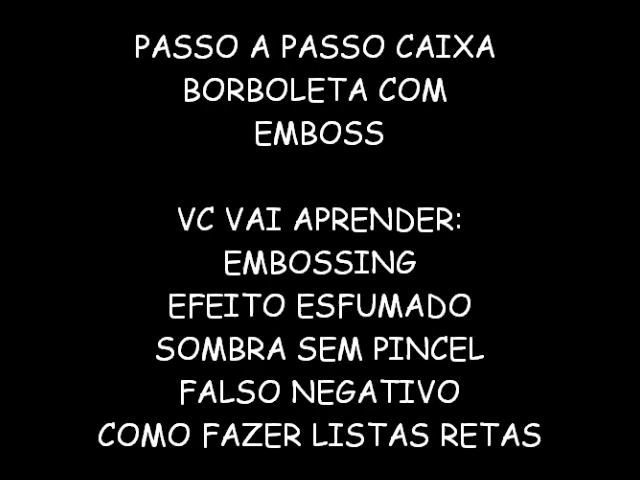 PASSO A PASSO CAIXA
BORBOLETA COM
EMBOSS
VC VAI APRENDER:
EMBOSSING
EFEITO ESFUMADO
SOMBRA SEM PINCEL
FALSO NEGATIVO
COMO FAZER LISTAS RETAS